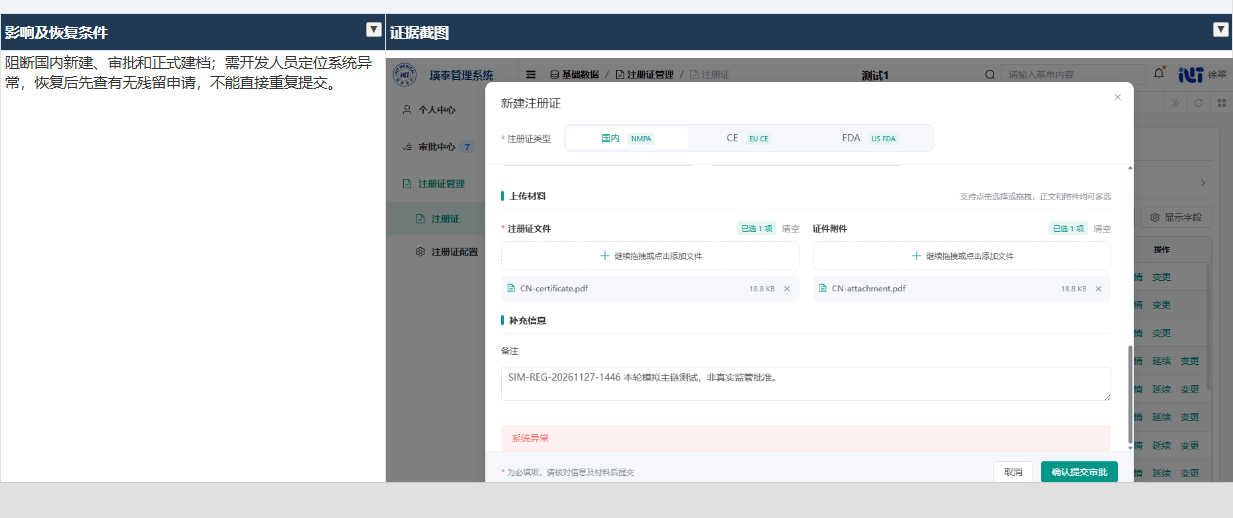 影响及恢复条件
证据截图
阻断国内新建、审批和正式建档；需开发人员定位系统异
常，恢复后先查有无残留申请，不能直接重复提交。
瑛泰管理系统
基础数据 / 注册证管理 / 注册证
测试1
请输入菜单内容
徐翠
个人中心
审批中心 7
注册证管理
注册证
注册证配置
新建注册证
* 注册证类型
国内 NMPA
CE EU CE
FDA US FDA
上传材料
支持点击选择或拖拽，正文和附件均可多选
* 注册证文件
已选 1 项 清空
证件附件
已选 1 项 清空
继续拖拽或点击添加文件
继续拖拽或点击添加文件
CN-certificate.pdf
18.8 KB
CN-attachment.pdf
18.8 KB
补充信息
备注
SIM-REG-20261127-1446 本轮模拟主链测试，非真实监管批准。
系统异常
* 为必填项，请核对信息及材料后提交
取消
确认提交审批
显示字段
操作
情 变更
情 变更
情 变更
情 延续 变更
情 延续 变更
情 延续 变更
情 延续 变更
情 延续 变更